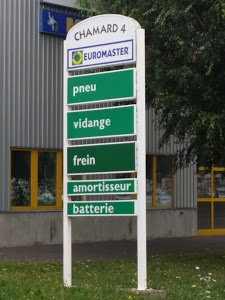 CHAMARD 4
EUROMASTER
pneu
vidange
frein
amortisseur
batterie